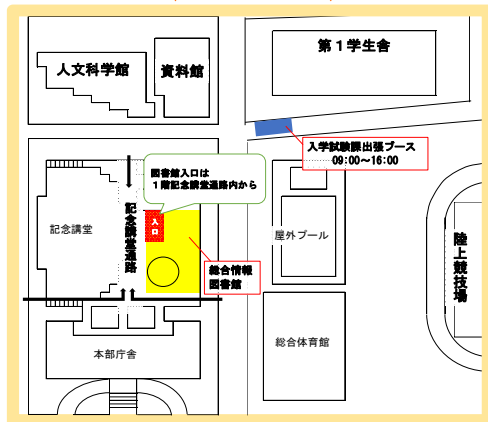 人文科学館
資料館
第１学生舎
入学試験課出張ブース
09:00～16:00
図書館入口は
１階記念講堂通路内から
記念講堂
記念講堂通路
入口
総合情報
図書館
屋外プール
陸上競技場
総合体育館
本部庁舎